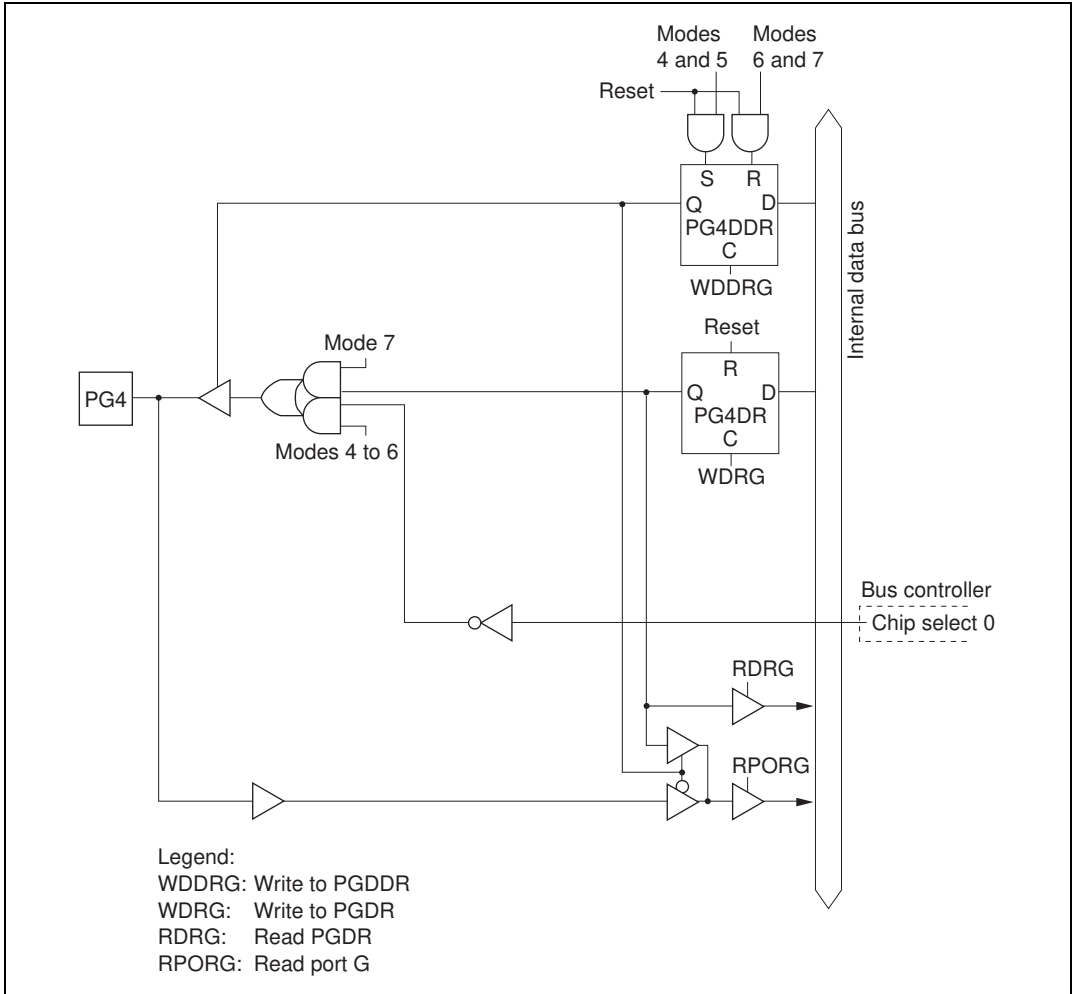 Modes 4 and 5
Modes 6 and 7
Reset
S R
Q D
PG4DDR
C
WDDRG
Internal data bus
Reset
Mode 7
R
PG4
Q D
PG4DR
C
Modes 4 to 6
WDRG
Bus controller
Chip select 0
RDRG
RPORG
Legend:
WDDRG: Write to PGDDR
WDRG: Write to PGDR
RDRG: Read PGDR
RPORG: Read port G